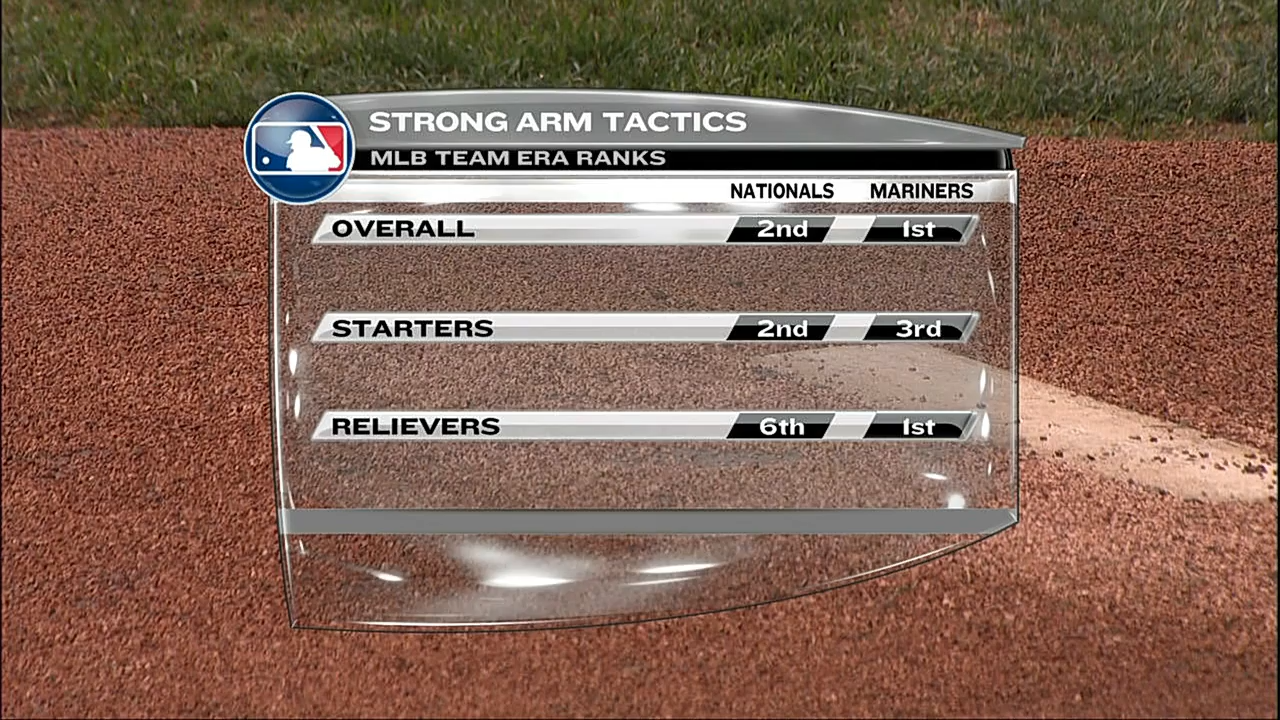 STRONG ARM TACTICS
MLB TEAM ERA RANKS
NATIONALS MARINERS
OVERALL 2nd 1st
STARTERS 2nd 3rd
RELIEVERS 6th 1st